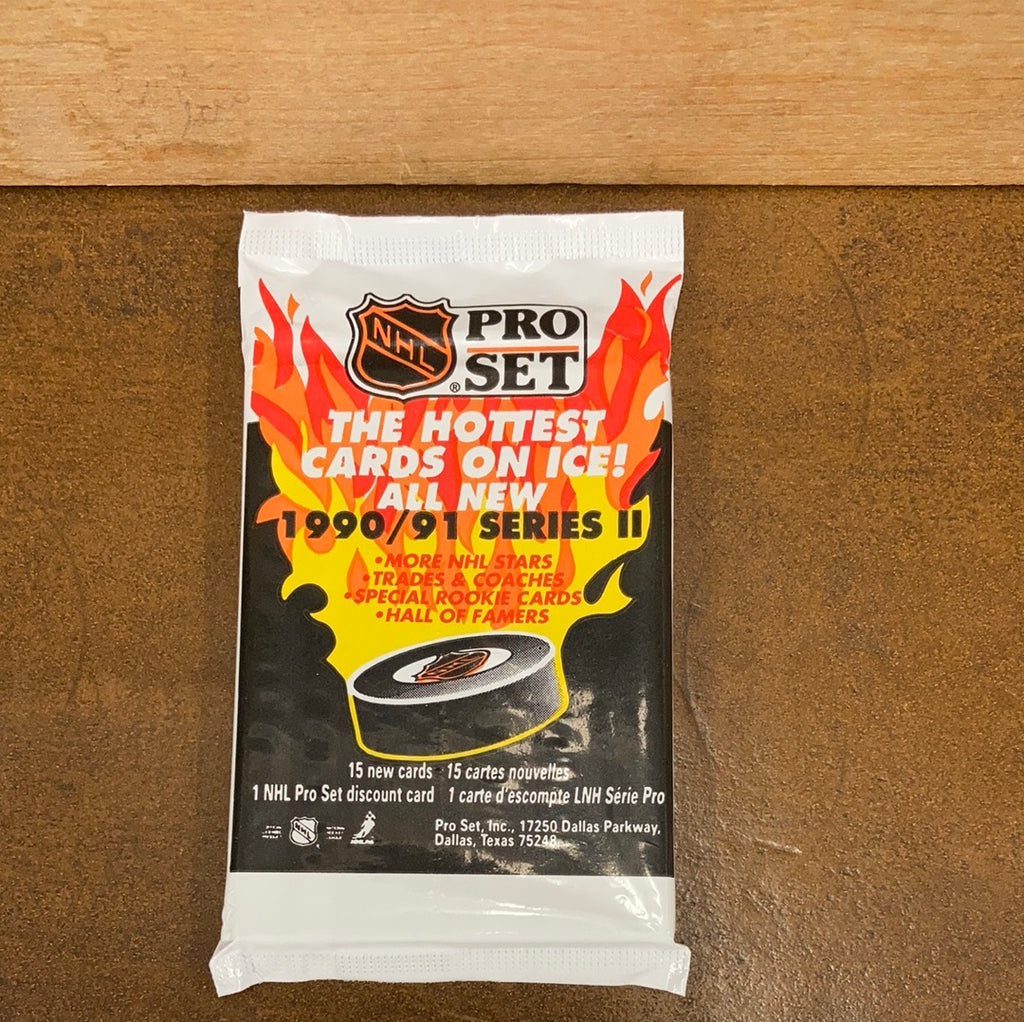 NHL
PRO
SET
®
THE HOTTEST
CARDS ON ICE!
ALL NEW
1990/91 SERIES II
•MORE NHL STARS
•TRADES & COACHES
•SPECIAL ROOKIE CARDS
•HALL OF FAMERS
NHL
15 new cards 15 cartes nouvelles
1 NHL Pro Set discount card 1 carte d'escompte LNH Série Pro
NHL
Pro Set, Inc., 17250 Dallas Parkway,
Dallas, Texas 75248.